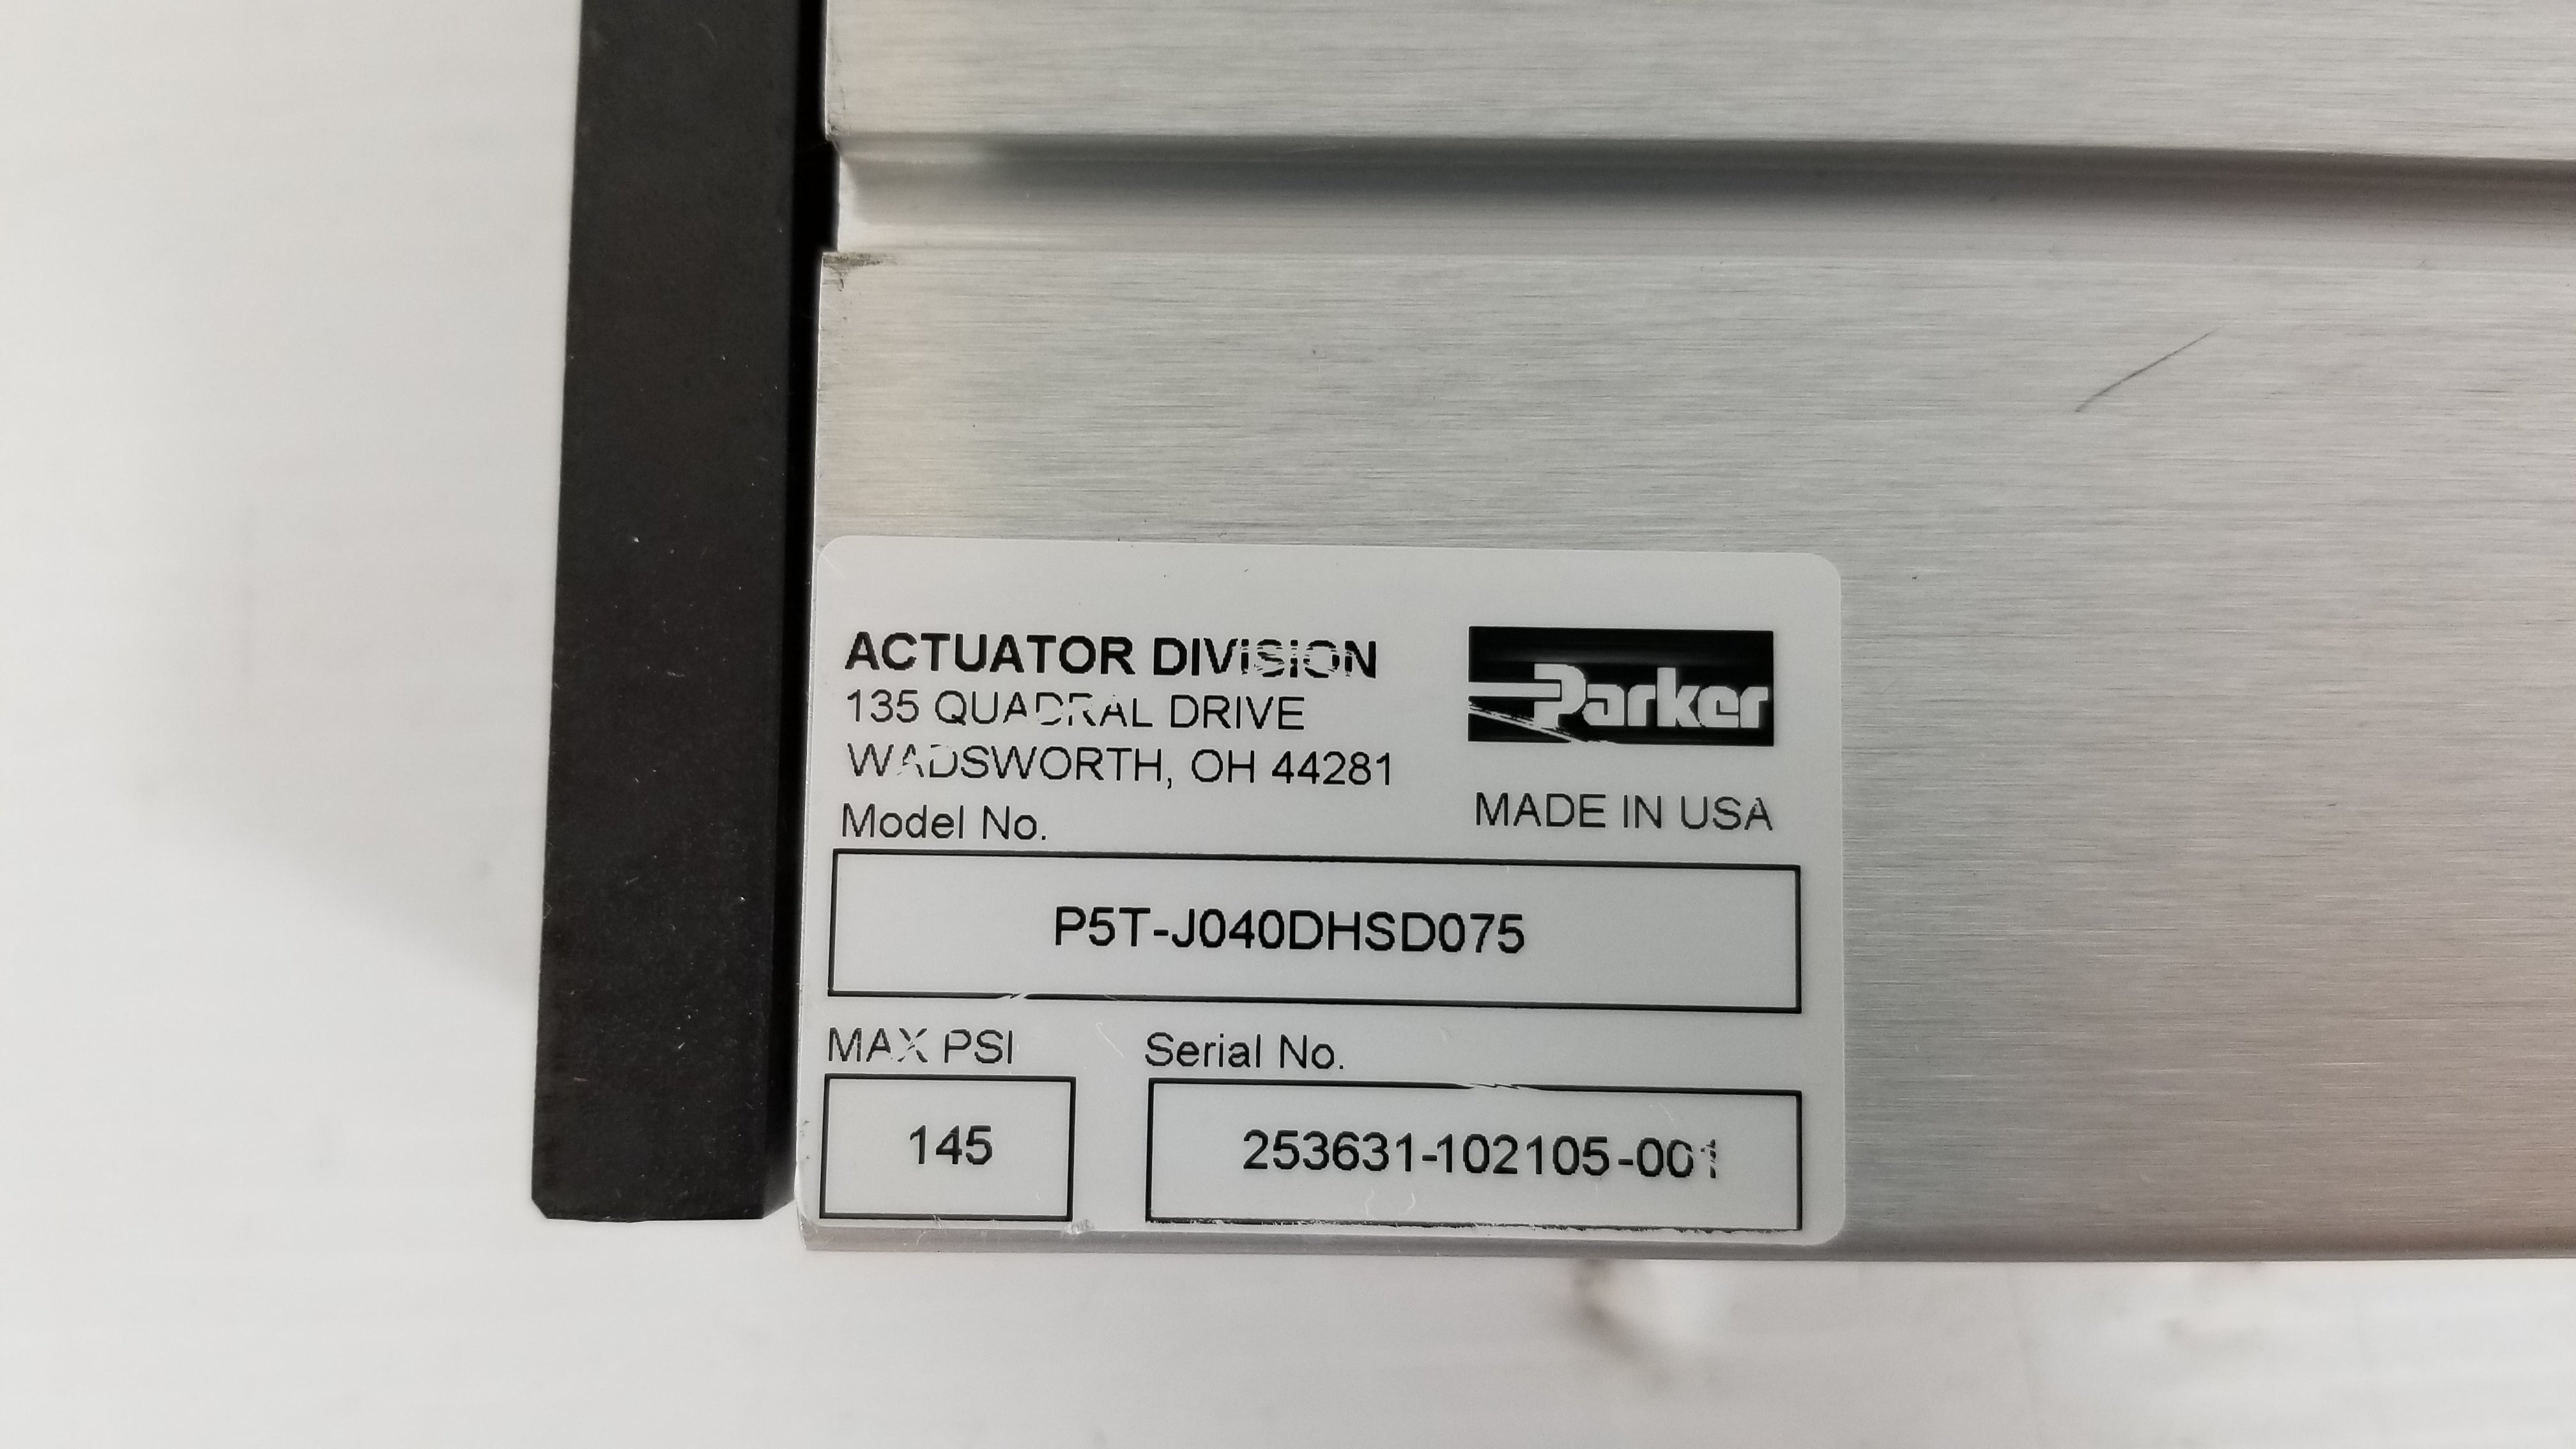 ACTUATOR DIVISION
135 QUADRAL DRIVE
WADSWORTH, OH 44281
Parker
MADE IN USA
Model No.
P5T-J040DHSD075
MAX PSI
145
Serial No.
253631-102105-001